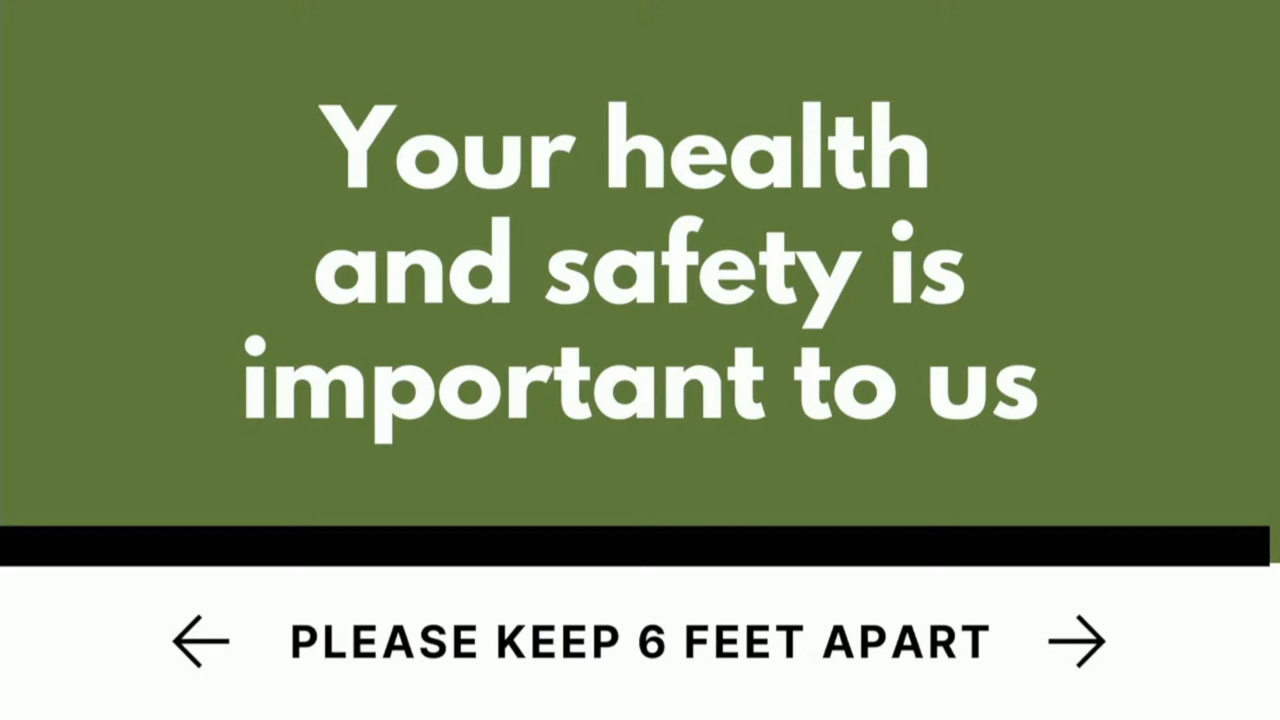 Your health
and safety is
important to us
← PLEASE KEEP 6 FEET APART →